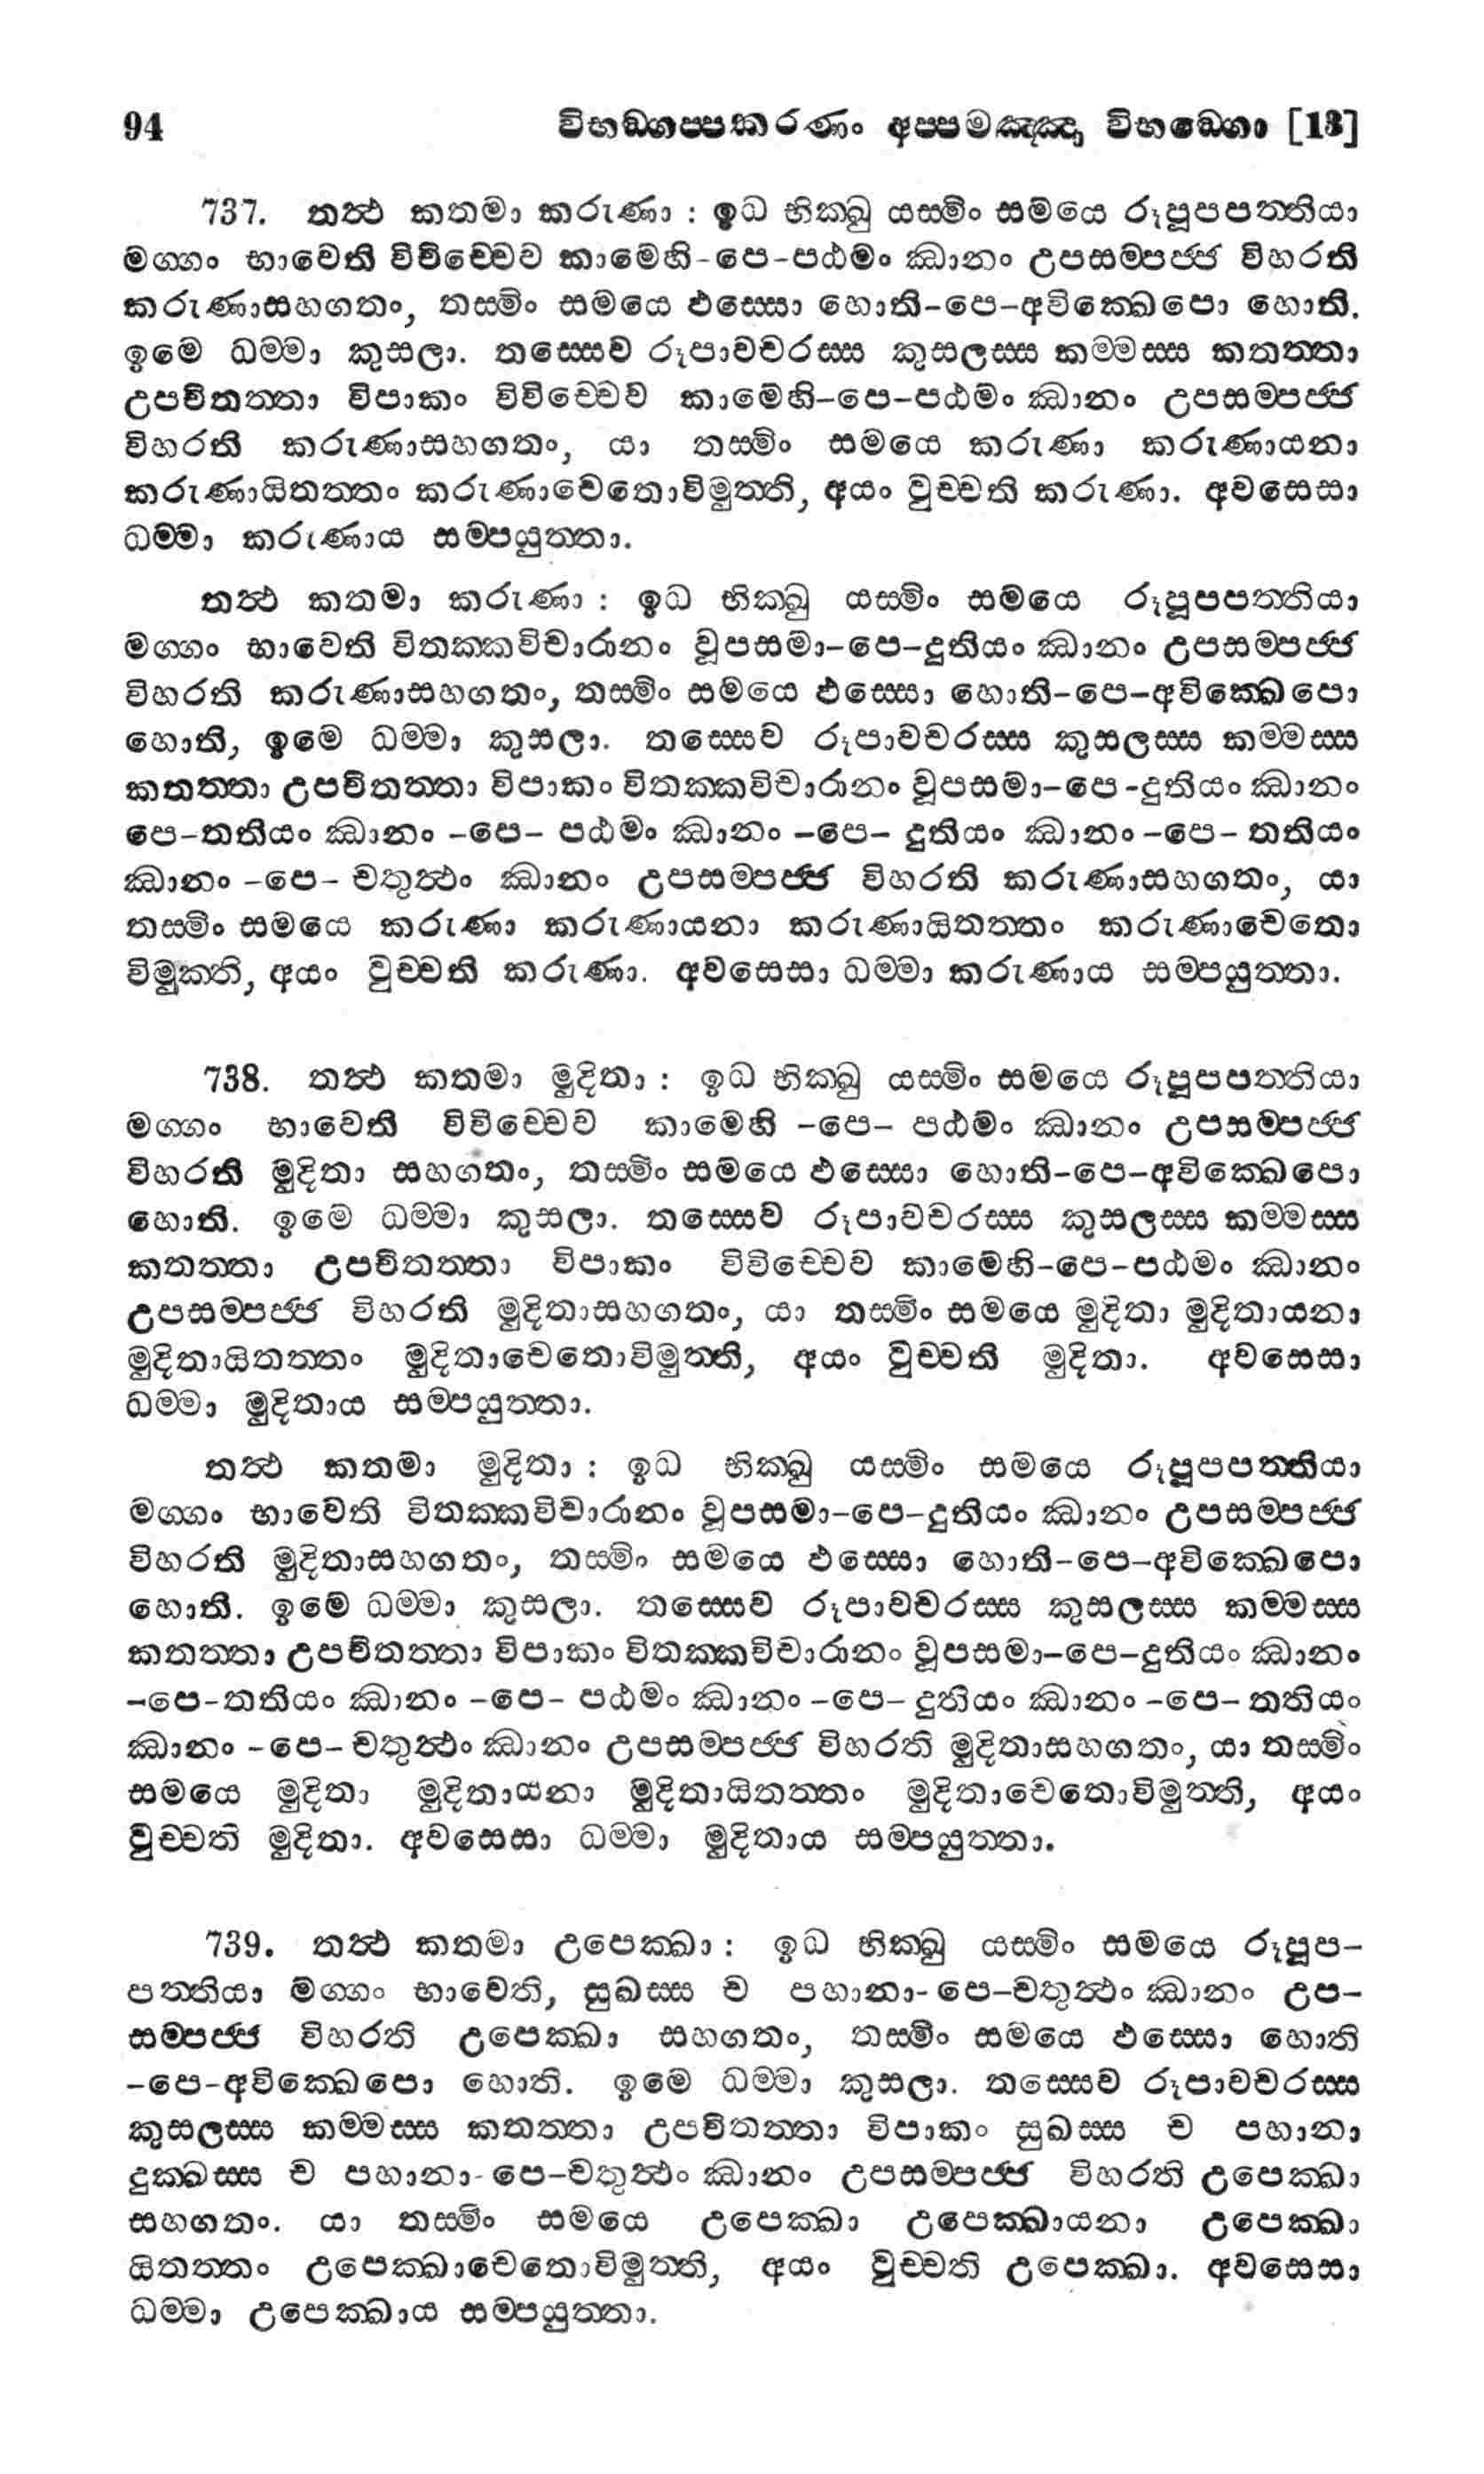 94 විභඞ්ගප්පකරණං අප්පමඤ්ඤා විභඞ්ගො [13]
737. තත්‍ථ කතමා කරුණා : ඉධ භික්ඛු යස්මිං සමයෙ රූපූපපත්තියා
මග්ගං භාවෙති විච්ච්චෙව කාමෙහි-පෙ-පඨමං ඣානං උපසම්පජ්ජ විහරති
කරුණාසහගතං, තස්මිං සමයෙ ඵස්සො හොති-පෙ-අවික්ඛෙපො හොති.
ඉමෙ ධම්මා කුසලා. තස්සෙව රූපාවචරස්ස කුසලස්ස කම්මස්ස කතත්තා
උපචිතත්තා විපාකං විවිච්චෙව කාමෙහි-පෙ-පඨමං ඣානං උපසම්පජ්ජ
විහරති කරුණාසහගතං, යා තස්මිං සමයෙ කරුණා කරුණායනා
කරුණායිතත්තං කරුණාචෙතොවිමුත්ති, අයං වුච්චති කරුණා. අවසෙසා
ධම්මා කරුණාය සම්පයුත්තා.
තත්‍ථ කතමා කරුණා : ඉධ භික්ඛු යස්මිං සමයෙ රූපූපපත්තියා
මග්ගං භාවෙති විතක්කවිචාරානං වූපසමා-පෙ-දුතියං ඣානං උපසම්පජ්ජ
විහරති කරුණාසහගතං, තස්මිං සමයෙ ඵස්සො හොති-පෙ-අවික්ඛෙපො
හොති, ඉමෙ ධම්මා කුසලා. තස්සෙව රූපාවචරස්ස කුසලස්ස කම්මස්ස
කතත්තා උපචිතත්තා විපාකං විතක්කවිචාරානං වූපසමා-පෙ-දුතියං ඣානං
පෙ-තතියං ඣානං -පෙ- පඨමං ඣානං -පෙ- දුතියං ඣානං -පෙ- තතියං
ඣානං -පෙ- චතුත්‍ථං ඣානං උපසම්පජ්ජ විහරති කරුණාසහගතං, යා
තස්මිං සමයෙ කරුණා කරුණායනා කරුණායිතත්තං කරුණාචෙතො
විමුක්ති, අයං වුච්චති කරුණා. අවසෙසා ධම්මා කරුණාය සම්පයුත්තා.
738. තත්‍ථ කතමා මුදිතා : ඉධ භික්ඛු යස්මිං සමයෙ රූපූපපත්තියා
මග්ගං භාවෙති විවිච්චෙව කාමෙහි -පෙ- පඨමං ඣානං උපසම්පජ්ජ
විහරති මුදිතා සහගතං, තස්මිං සමයෙ ඵස්සො හොති-පෙ-අවික්ඛෙපො
හොති. ඉමෙ ධම්මා කුසලා. තස්සෙව රූපාවචරස්ස කුසලස්ස කම්මස්ස
කතත්තා උපචිතත්තා විපාකං විවිච්චෙව කාමෙහි-පෙ-පඨමං ඣානං
උපසම්පජ්ජ විහරති මුදිතාසහගතං, යා තස්මිං සමයෙ මුදිතා මුදිතායනා
මුදිතායිතත්තං මුදිතාචෙතොවිමුත්ති, අයං වුච්චති මුදිතා. අවසෙසා
ධම්මා මුදිතාය සම්පයුත්තා.
තත්‍ථ කතමා මුදිතා : ඉධ භික්ඛු යස්මිං සමයෙ රූපූපපත්තියා
මග්ගං භාවෙති විතක්කවිචාරානං වූපසමා-පෙ-දුතියං ඣානං උපසම්පජ්ජ
විහරති මුදිතාසහගතං, තස්මිං සමයෙ ඵස්සො හොති-පෙ-අවික්ඛෙපො
හොති. ඉමෙ ධම්මා කුසලා. තස්සෙව රූපාවචරස්ස කුසලස්ස කම්මස්ස
කතත්තා උපචිතත්තා විපාකං විතක්කවිචාරානං වූපසමා-පෙ-දුතියං ඣානං
-පෙ-තතියං ඣානං -පෙ- පඨමං ඣානං -පෙ- දුතියං ඣානං -පෙ- තතියං
ඣානං -පෙ- චතුත්‍ථං ඣානං උපසම්පජ්ජ විහරති මුදිතාසහගතං, යා තස්මිං
සමයෙ මුදිතා මුදිතායනා මුදිතායිතත්තං මුදිතාචෙතොවිමුත්ති, අයං
වුච්චති මුදිතා. අවසෙසා ධම්මා මුදිතාය සම්පයුත්තා.
739. තත්‍ථ කතමා උපෙක්ඛා : ඉධ භික්ඛු යස්මිං සමයෙ රූපූප-
පත්තියා මග්ගං භාවෙති, සුඛස්ස ච පහානා-පෙ-චතුත්‍ථං ඣානං උප-
සම්පජ්ජ විහරති උපෙක්ඛා සහගතං, තස්මිං සමයෙ ඵස්සො හොති
-පෙ-අවික්ඛෙපො හොති. ඉමෙ ධම්මා කුසලා. තස්සෙව රූපාවචරස්ස
කුසලස්ස කම්මස්ස කතත්තා උපචිතත්තා විපාකං සුඛස්ස ච පහානා
දුක්ඛස්ස ච පහානා-පෙ-චතුත්‍ථං ඣානං උපසම්පජ්ජ විහරති උපෙක්ඛා
සහගතං. යා තස්මිං සමයෙ උපෙක්ඛා උපෙක්ඛායනා උපෙක්ඛා
යිතත්තං උපෙක්ඛාචෙතොවිමුත්ති, අයං වුච්චති උපෙක්ඛා. අවසෙසා
ධම්මා උපෙක්ඛාය සම්පයුත්තා.